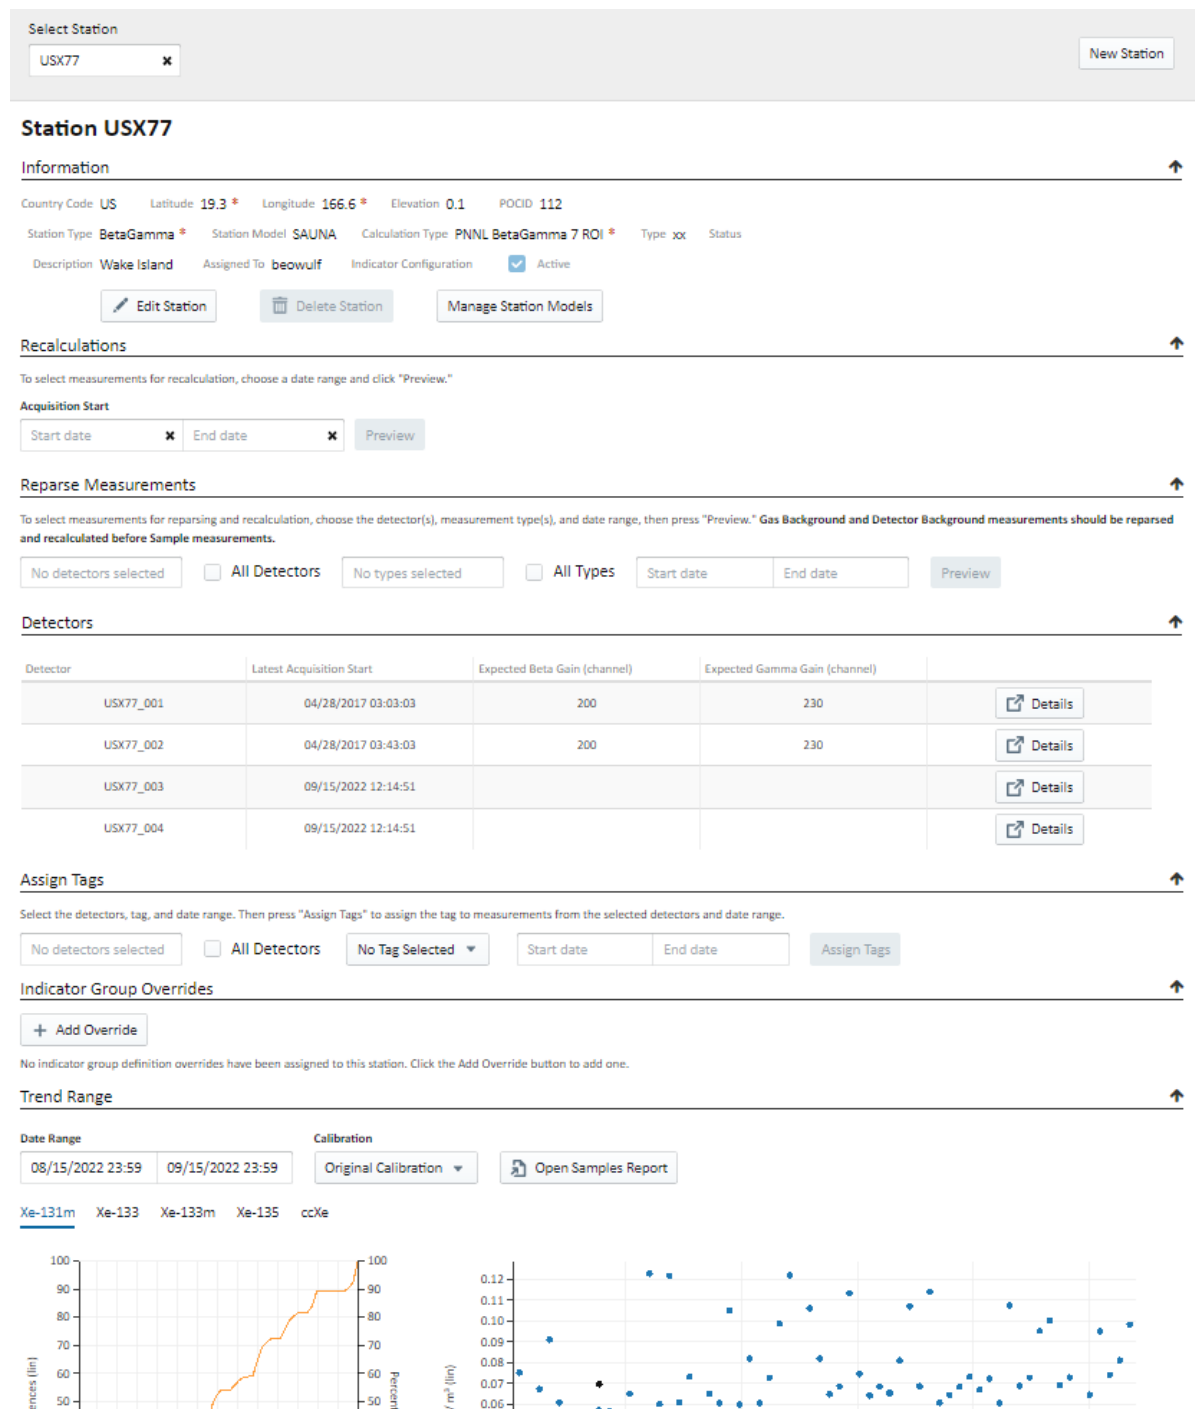 Select Station
USX77
New Station
Station USX77
Information
Country Code US Latitude 19.3 * Longitude 166.6 * Elevation 0.1 POCID 112
Station Type BetaGamma * Station Model SAUNA Calculation Type PNNL BetaGamma 7 ROI * Type xx Status
Description Wake Island Assigned To beowulf Indicator Configuration Active
Edit Station Delete Station Manage Station Models
Recalculations
To select measurements for recalculation, choose a date range and click "Preview."
Acquisition Start
Start date End date Preview
Reparse Measurements
To select measurements for reparsing and recalculation, choose the detector(s), measurement type(s), and date range, then press "Preview." Gas Background and Detector Background measurements should be reparsed
and recalculated before Sample measurements.
No detectors selected All Detectors No types selected All Types Start date End date Preview
Detectors
Detector Latest Acquisition Start Expected Beta Gain (channel) Expected Gamma Gain (channel)
USX77_001 04/28/2017 03:03:03 200 230 Details
USX77_002 04/28/2017 03:43:03 200 230 Details
USX77_003 09/15/2022 12:14:51 Details
USX77_004 09/15/2022 12:14:51 Details
Assign Tags
Select the detectors, tag, and date range. Then press "Assign Tags" to assign the tag to measurements from the selected detectors and date range.
No detectors selected All Detectors No Tag Selected Start date End date Assign Tags
Indicator Group Overrides
+ Add Override
No indicator group definition overrides have been assigned to this station. Click the Add Override button to add one.
Trend Range
Date Range Calibration
08/15/2022 23:59 09/15/2022 23:59 Original Calibration Open Samples Report
Xe-131m Xe-133 Xe-133m Xe-135 ccXe
100 100 0.12
90 90 0.11
80 80 0.10
70 70 0.09
60 60 0.08
50 50 0.07
0.06
(lin)
/ m³ (lin)